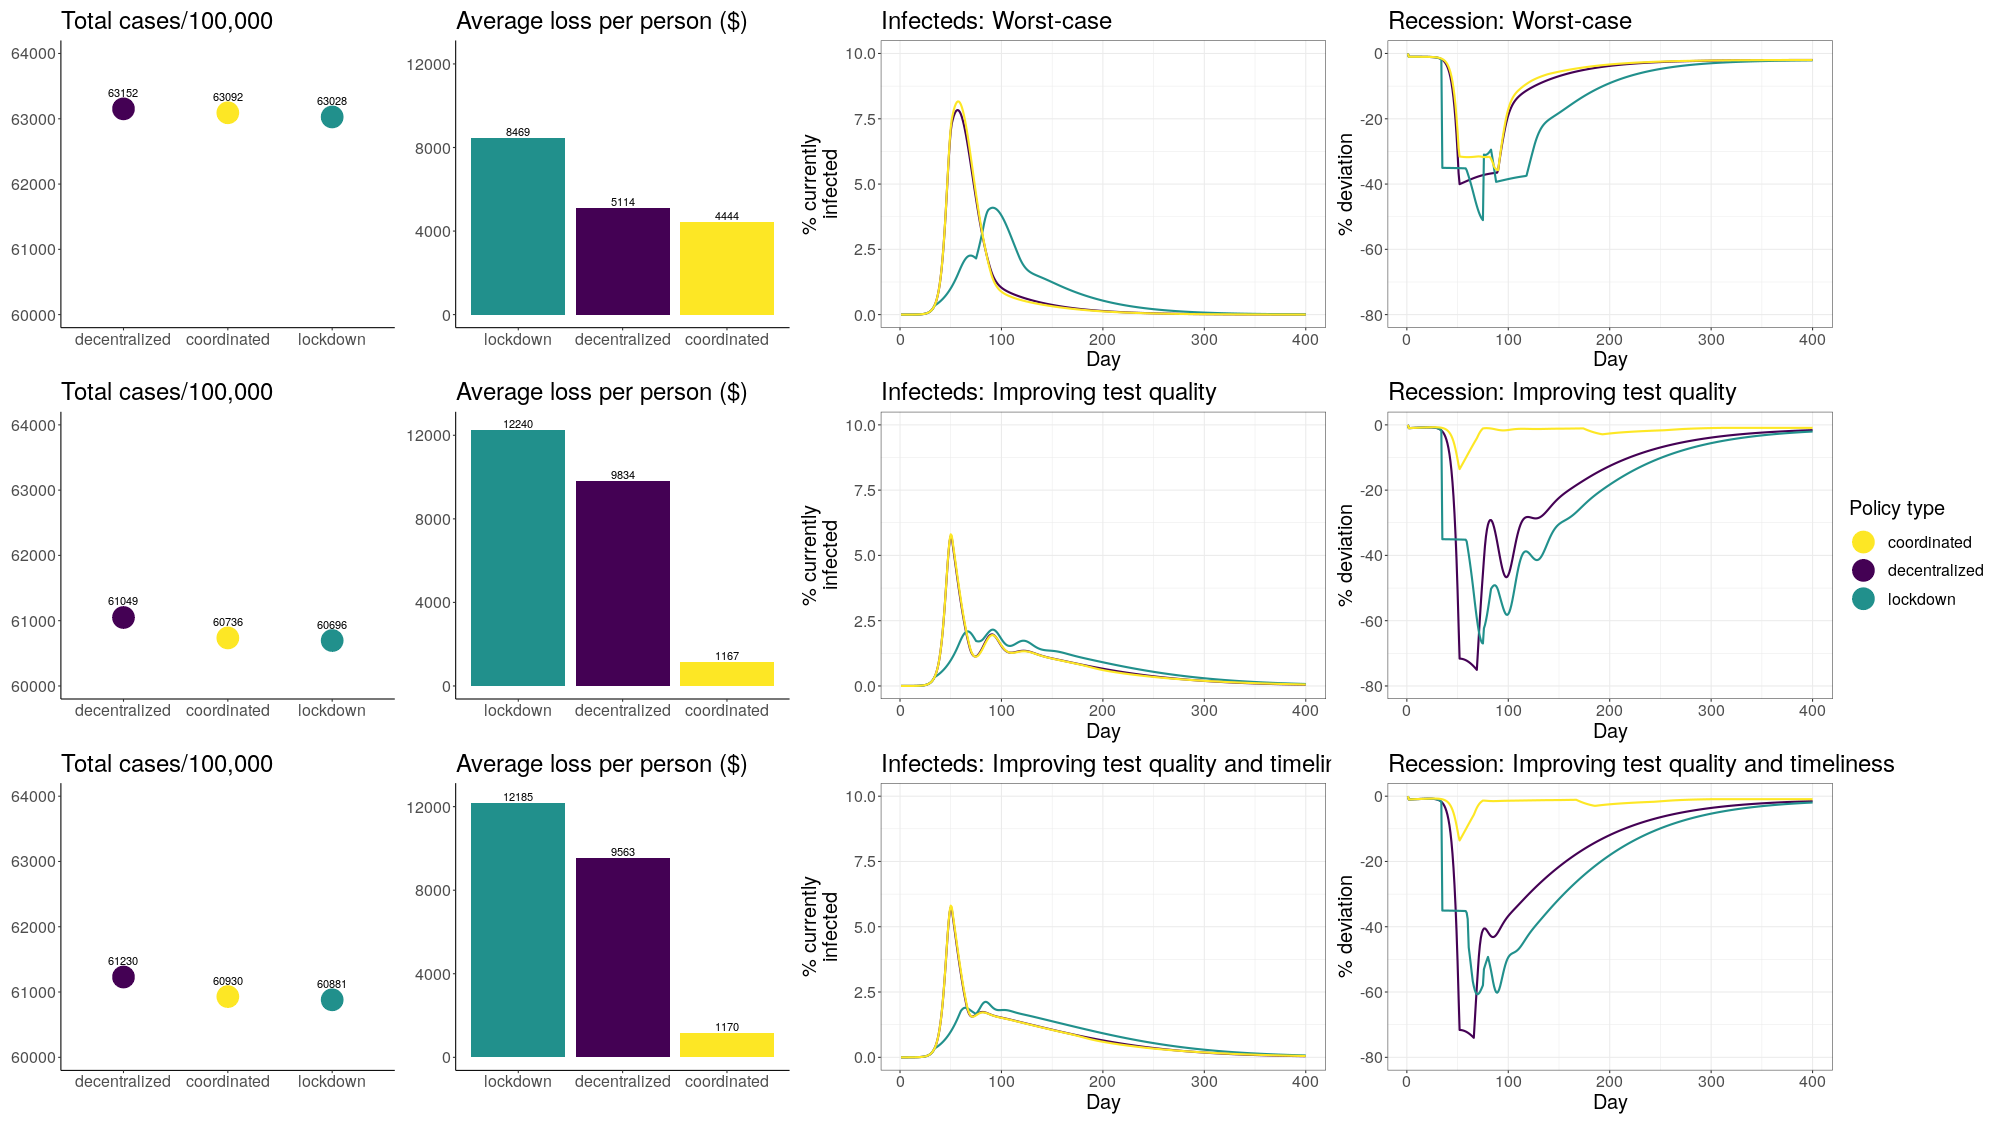 Total cases/100,000
64000
63000
62000
61000
60000
63152
63092
63028
decentralized coordinated lockdown
Average loss per person ($)
12000
8000
4000
0
8469
5114
4444
lockdown decentralized coordinated
Infecteds: Worst-case
% currently
infected
10.0
7.5
5.0
2.5
0.0
0 100 200 300 400
Day
Recession: Worst-case
% deviation
0
-20
-40
-60
-80
0 100 200 300 400
Day
Total cases/100,000
64000
63000
62000
61000
60000
61049
60736
60696
decentralized coordinated lockdown
Average loss per person ($)
12000
8000
4000
0
12240
9834
1167
lockdown decentralized coordinated
Infecteds: Improving test quality
% currently
infected
10.0
7.5
5.0
2.5
0.0
0 100 200 300 400
Day
Recession: Improving test quality
% deviation
0
-20
-40
-60
-80
0 100 200 300 400
Day
Policy type
coordinated
decentralized
lockdown
Total cases/100,000
64000
63000
62000
61000
60000
61230
60930
60881
decentralized coordinated lockdown
Average loss per person ($)
12000
8000
4000
0
12185
9563
1170
lockdown decentralized coordinated
Infecteds: Improving test quality and
% currently
infected
10.0
7.5
5.0
2.5
0.0
0 100 200 300 400
Day
Recession: Improving test quality and timeliness
% deviation
0
-20
-40
-60
-80
0 100 200 300 400
Day